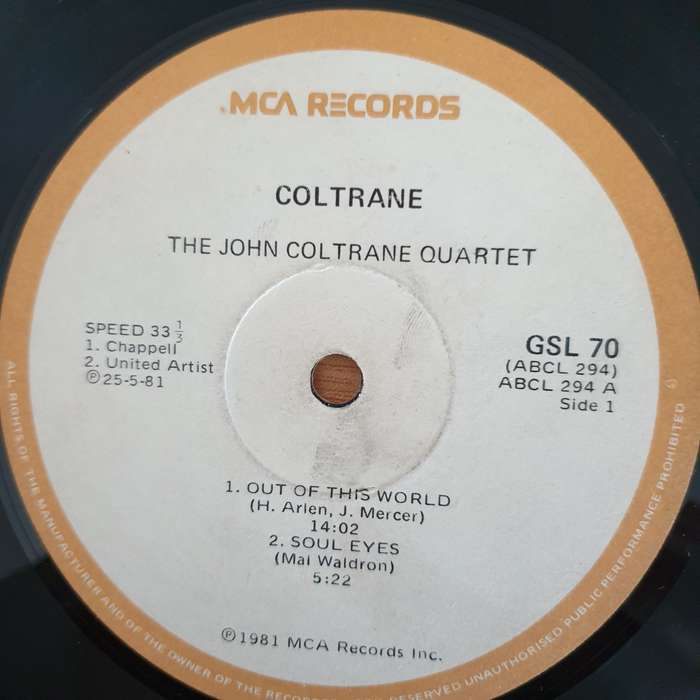 MCA RECORDS
COLTRANE
THE JOHN COLTRANE QUARTET
SPEED 33 1/3
1. Chappell
2. United Artist
℗25-5-81
GSL 70
(ABCL 294)
ABCL 294 A
Side 1
1. OUT OF THIS WORLD
(H. Arlen, J. Mercer)
14:02
2. SOUL EYES
(Mal Waldron)
5:22
℗1981 MCA Records Inc.
ALL RIGHTS OF THE MANUFACTURER AND OF THE OWNER OF THE RECORDED
RESERVED UNAUTHORISED PUBLIC PERFORMANCE PROHIBITED